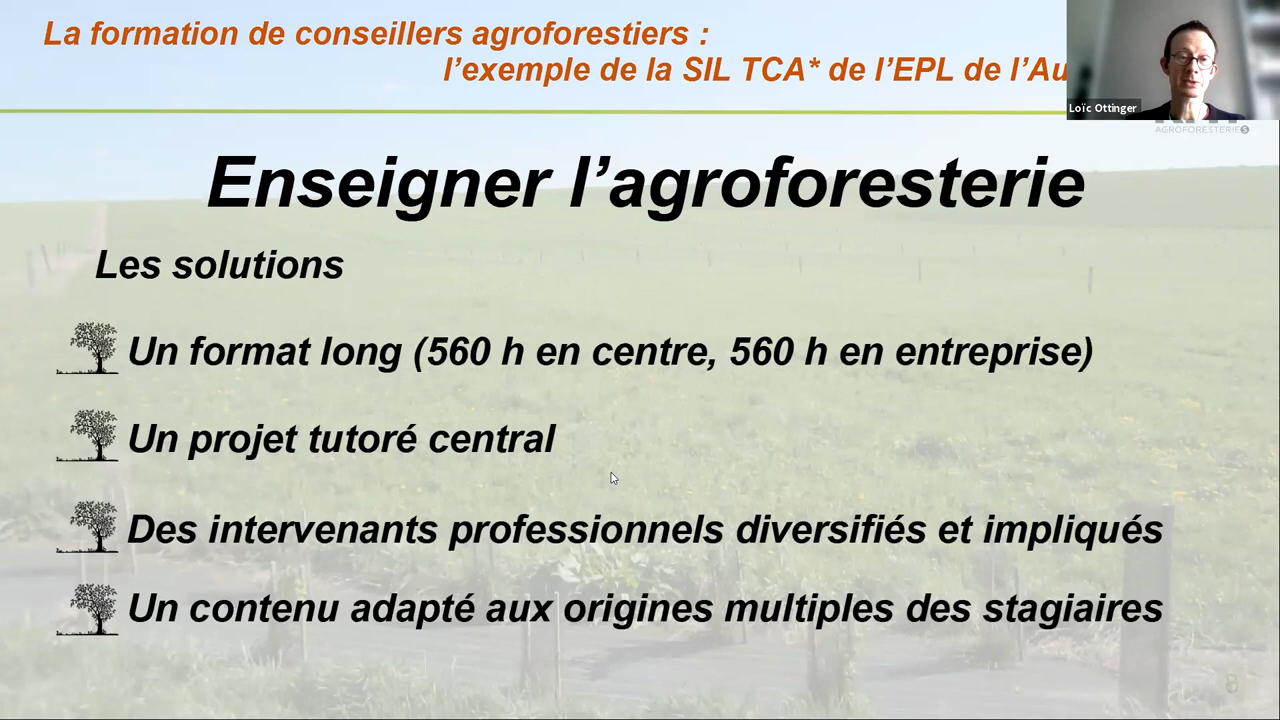 La formation de conseillers agroforestiers :
l’exemple de la SIL TCA* de l’EPL de l’Au
Loïc Ottinger
AGROFORESTERIES
Enseigner l’agroforesterie
Les solutions
Un format long (560 h en centre, 560 h en entreprise)
Un projet tutoré central
Des intervenants professionnels diversifiés et impliqués
Un contenu adapté aux origines multiples des stagiaires
8